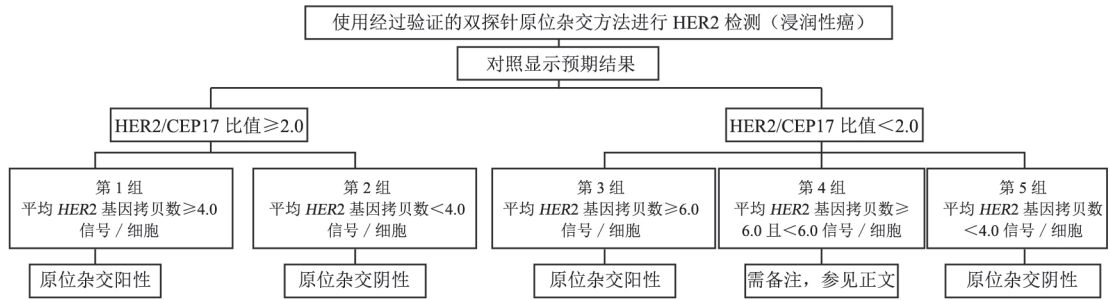 使用经过验证的双探针原位杂交方法进行 HER2 检测（浸润性癌）
对照显示预期结果
HER2/CEP17 比值≥2.0
HER2/CEP17 比值＜2.0
第 1 组
平均 HER2 基因拷贝数≥4.0
信号 / 细胞
第 2 组
平均 HER2 基因拷贝数＜4.0
信号 / 细胞
第 3 组
平均 HER2 基因拷贝数≥6.0
信号 / 细胞
第 4 组
平均 HER2 基因拷贝数≥
6.0 且＜6.0 信号 / 细胞
第 5 组
平均 HER2 基因拷贝数
＜4.0 信号 / 细胞
原位杂交阳性
原位杂交阴性
原位杂交阳性
需备注，参见正文
原位杂交阴性